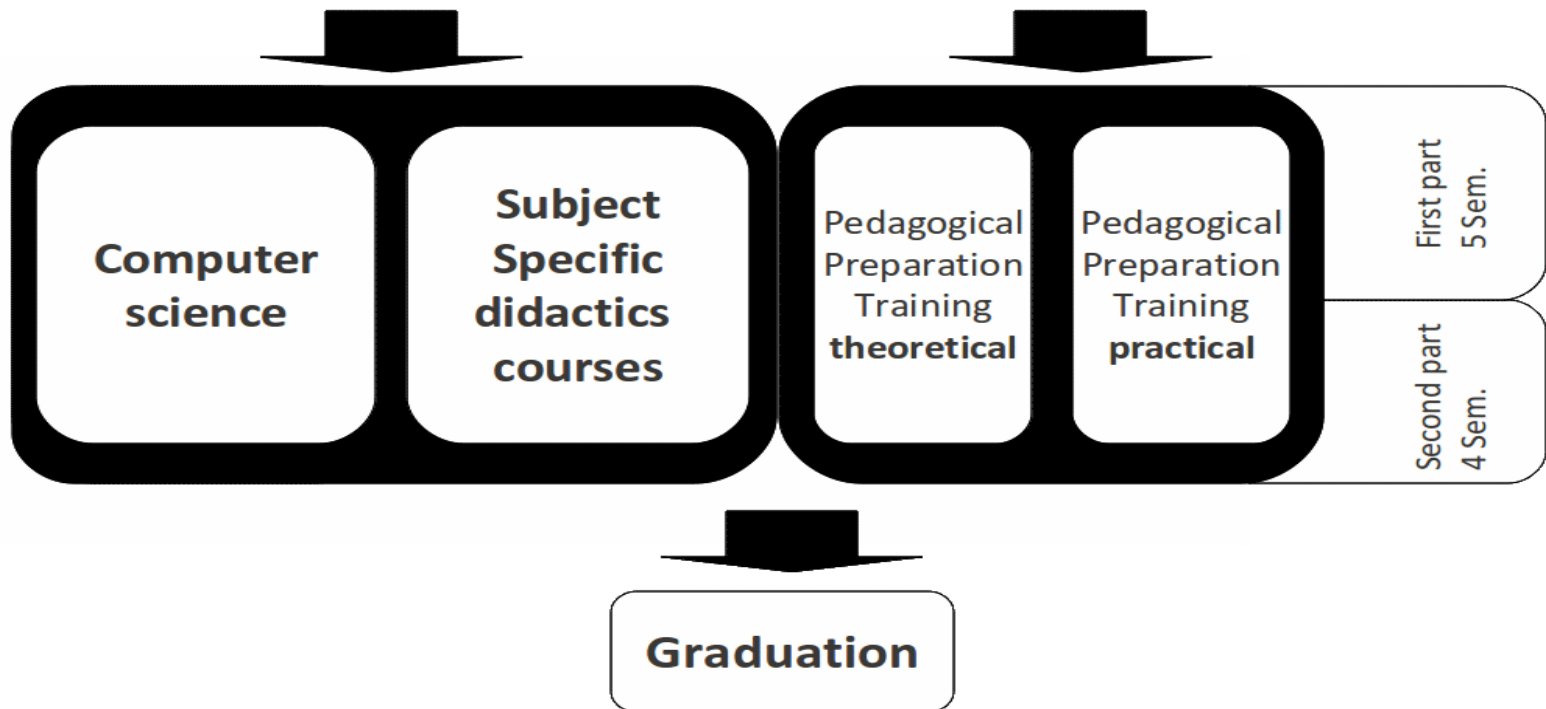 Computer
science
Subject
Specific
didactics
courses
Pedagogical
Preparation
Training
theoretical
Pedagogical
Preparation
Training
practical
First part
5 Sem.
Second part
4 Sem.
Graduation